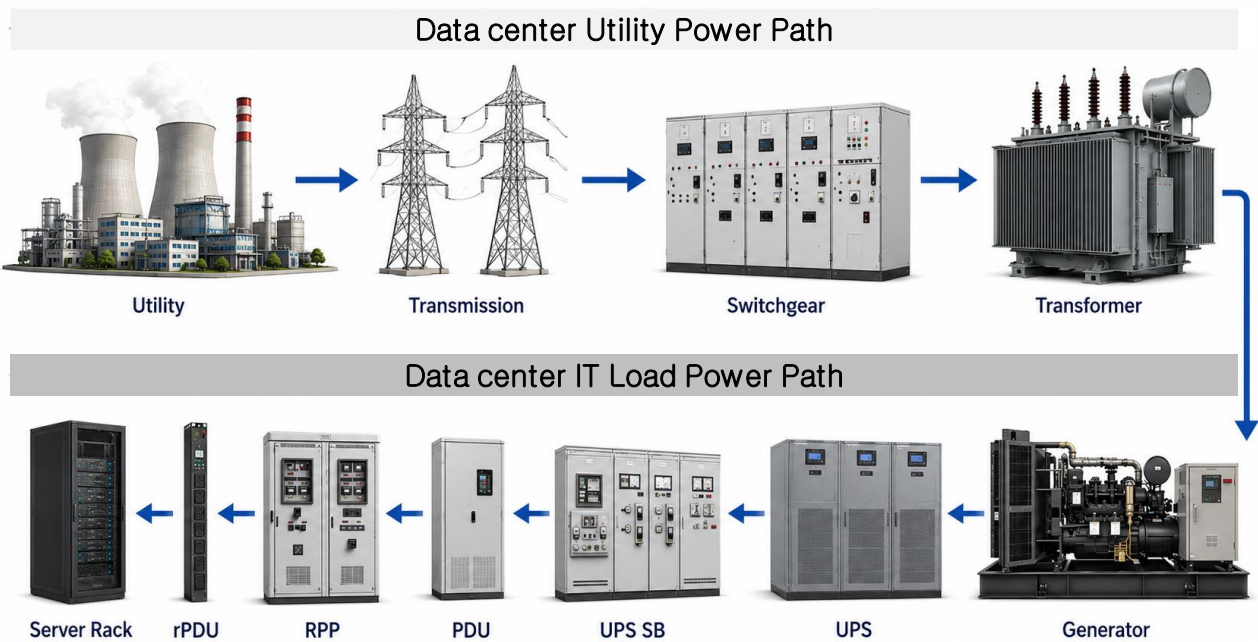 Data center Utility Power Path
Utility
Transmission
Switchgear
Transformer
Data center IT Load Power Path
Server Rack
rPDU
RPP
PDU
UPS SB
UPS
Generator